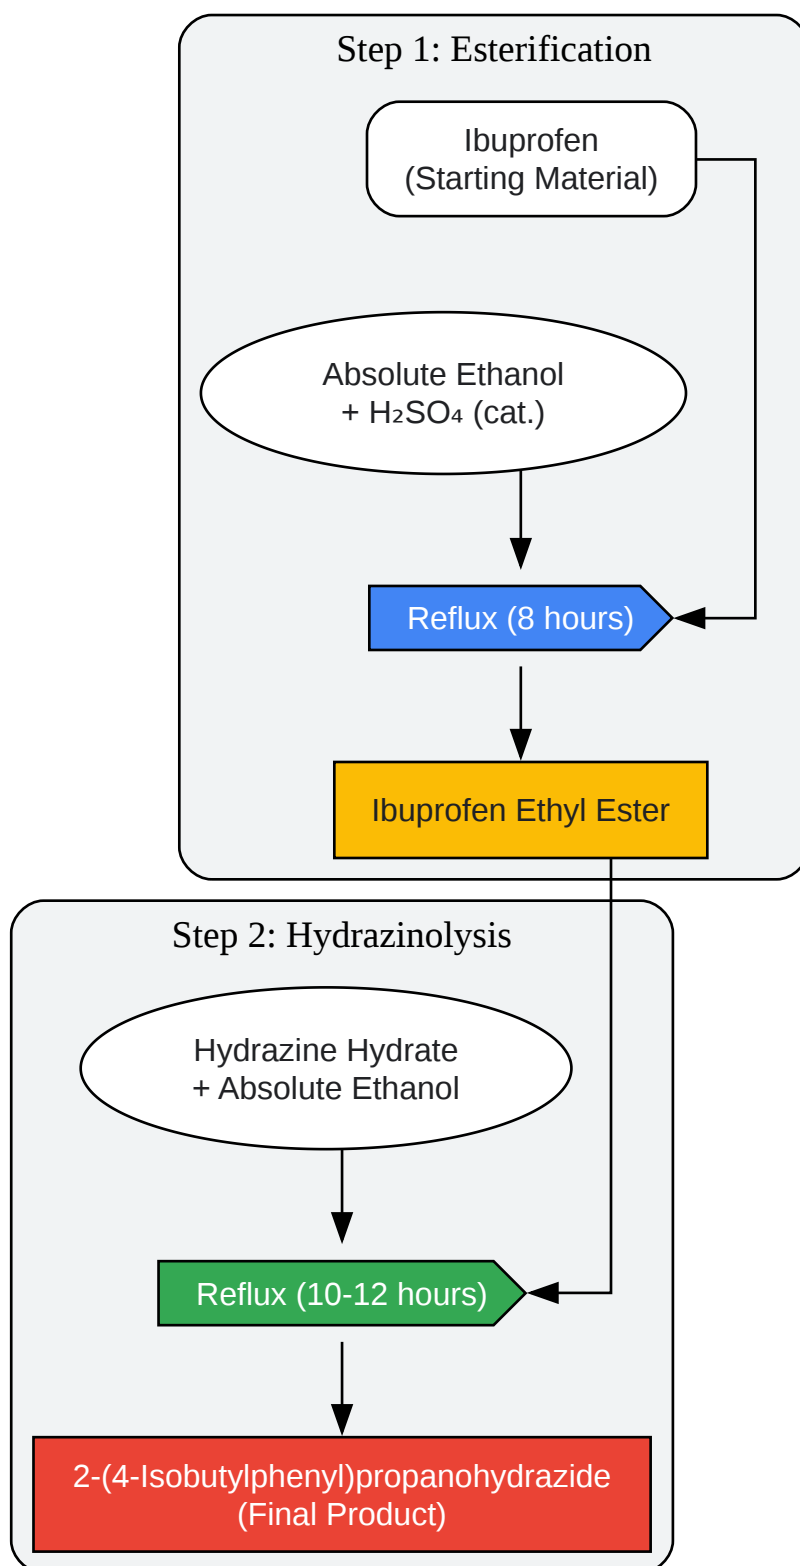 Step 1: Esterification
Ibuprofen
(Starting Material)
Absolute Ethanol
+ H₂SO₄ (cat.)
Reflux (8 hours)
Ibuprofen Ethyl Ester
Step 2: Hydrazinolysis
Hydrazine Hydrate
+ Absolute Ethanol
Reflux (10-12 hours)
2-(4-Isobutylphenyl)propanohydrazide
(Final Product)